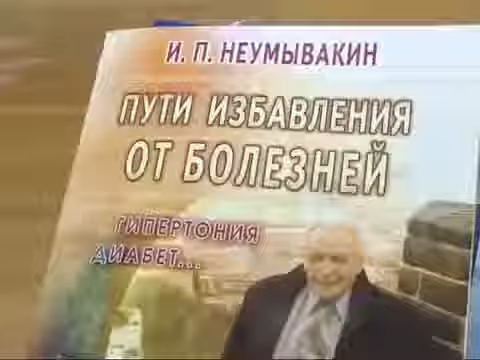 И. П. НЕУМЫВАКИН
ПУТИ ИЗБАВЛЕНИЯ
ОТ БОЛЕЗНЕЙ
ГИПЕРТОНИЯ
ДИАБЕТ...